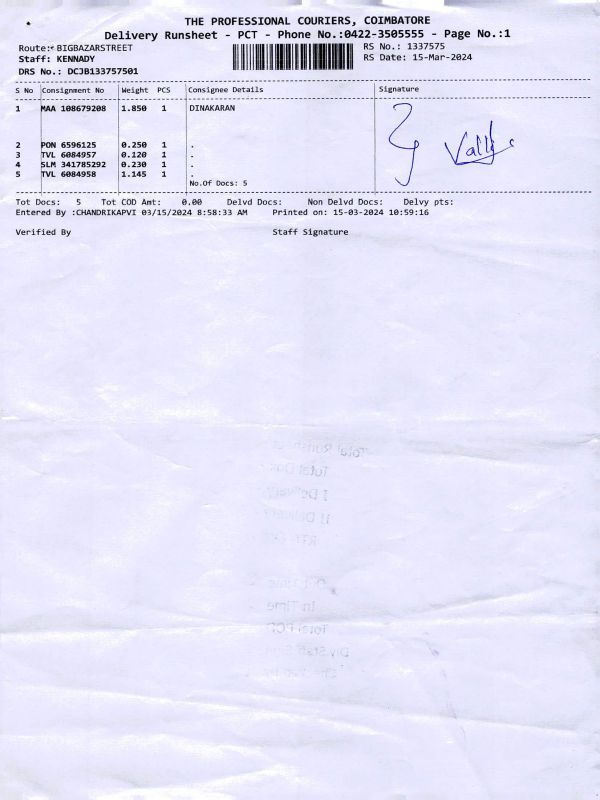 THE PROFESSIONAL COURIERS, COIMBATORE
Delivery Runsheet - PCT - Phone No.:0422-3505555 - Page No.:1
Route: BIGBAZARSTREET RS No.: 1337575
Staff: KENNADY RS Date: 15-Mar-2024
DRS No.: DCJB133757501
S No Consignment No Weight PCS Consignee Details Signature
1 MAA 108679208 1.850 1 DINAKARAN
Vally
2 PON 6596125 0.250 1 .
3 TVL 6084957 0.120 1 .
4 SLM 341785292 0.230 1 .
5 TVL 6084958 1.145 1 .
No.Of Docs: 5
Tot Docs: 5 Tot COD Amt: 0.00 Delvd Docs: Non Delvd Docs: Delvy pts:
Entered By :CHANDRIKAPVI 03/15/2024 8:58:33 AM Printed on: 15-03-2024 10:59:16
Verified By Staff Signature